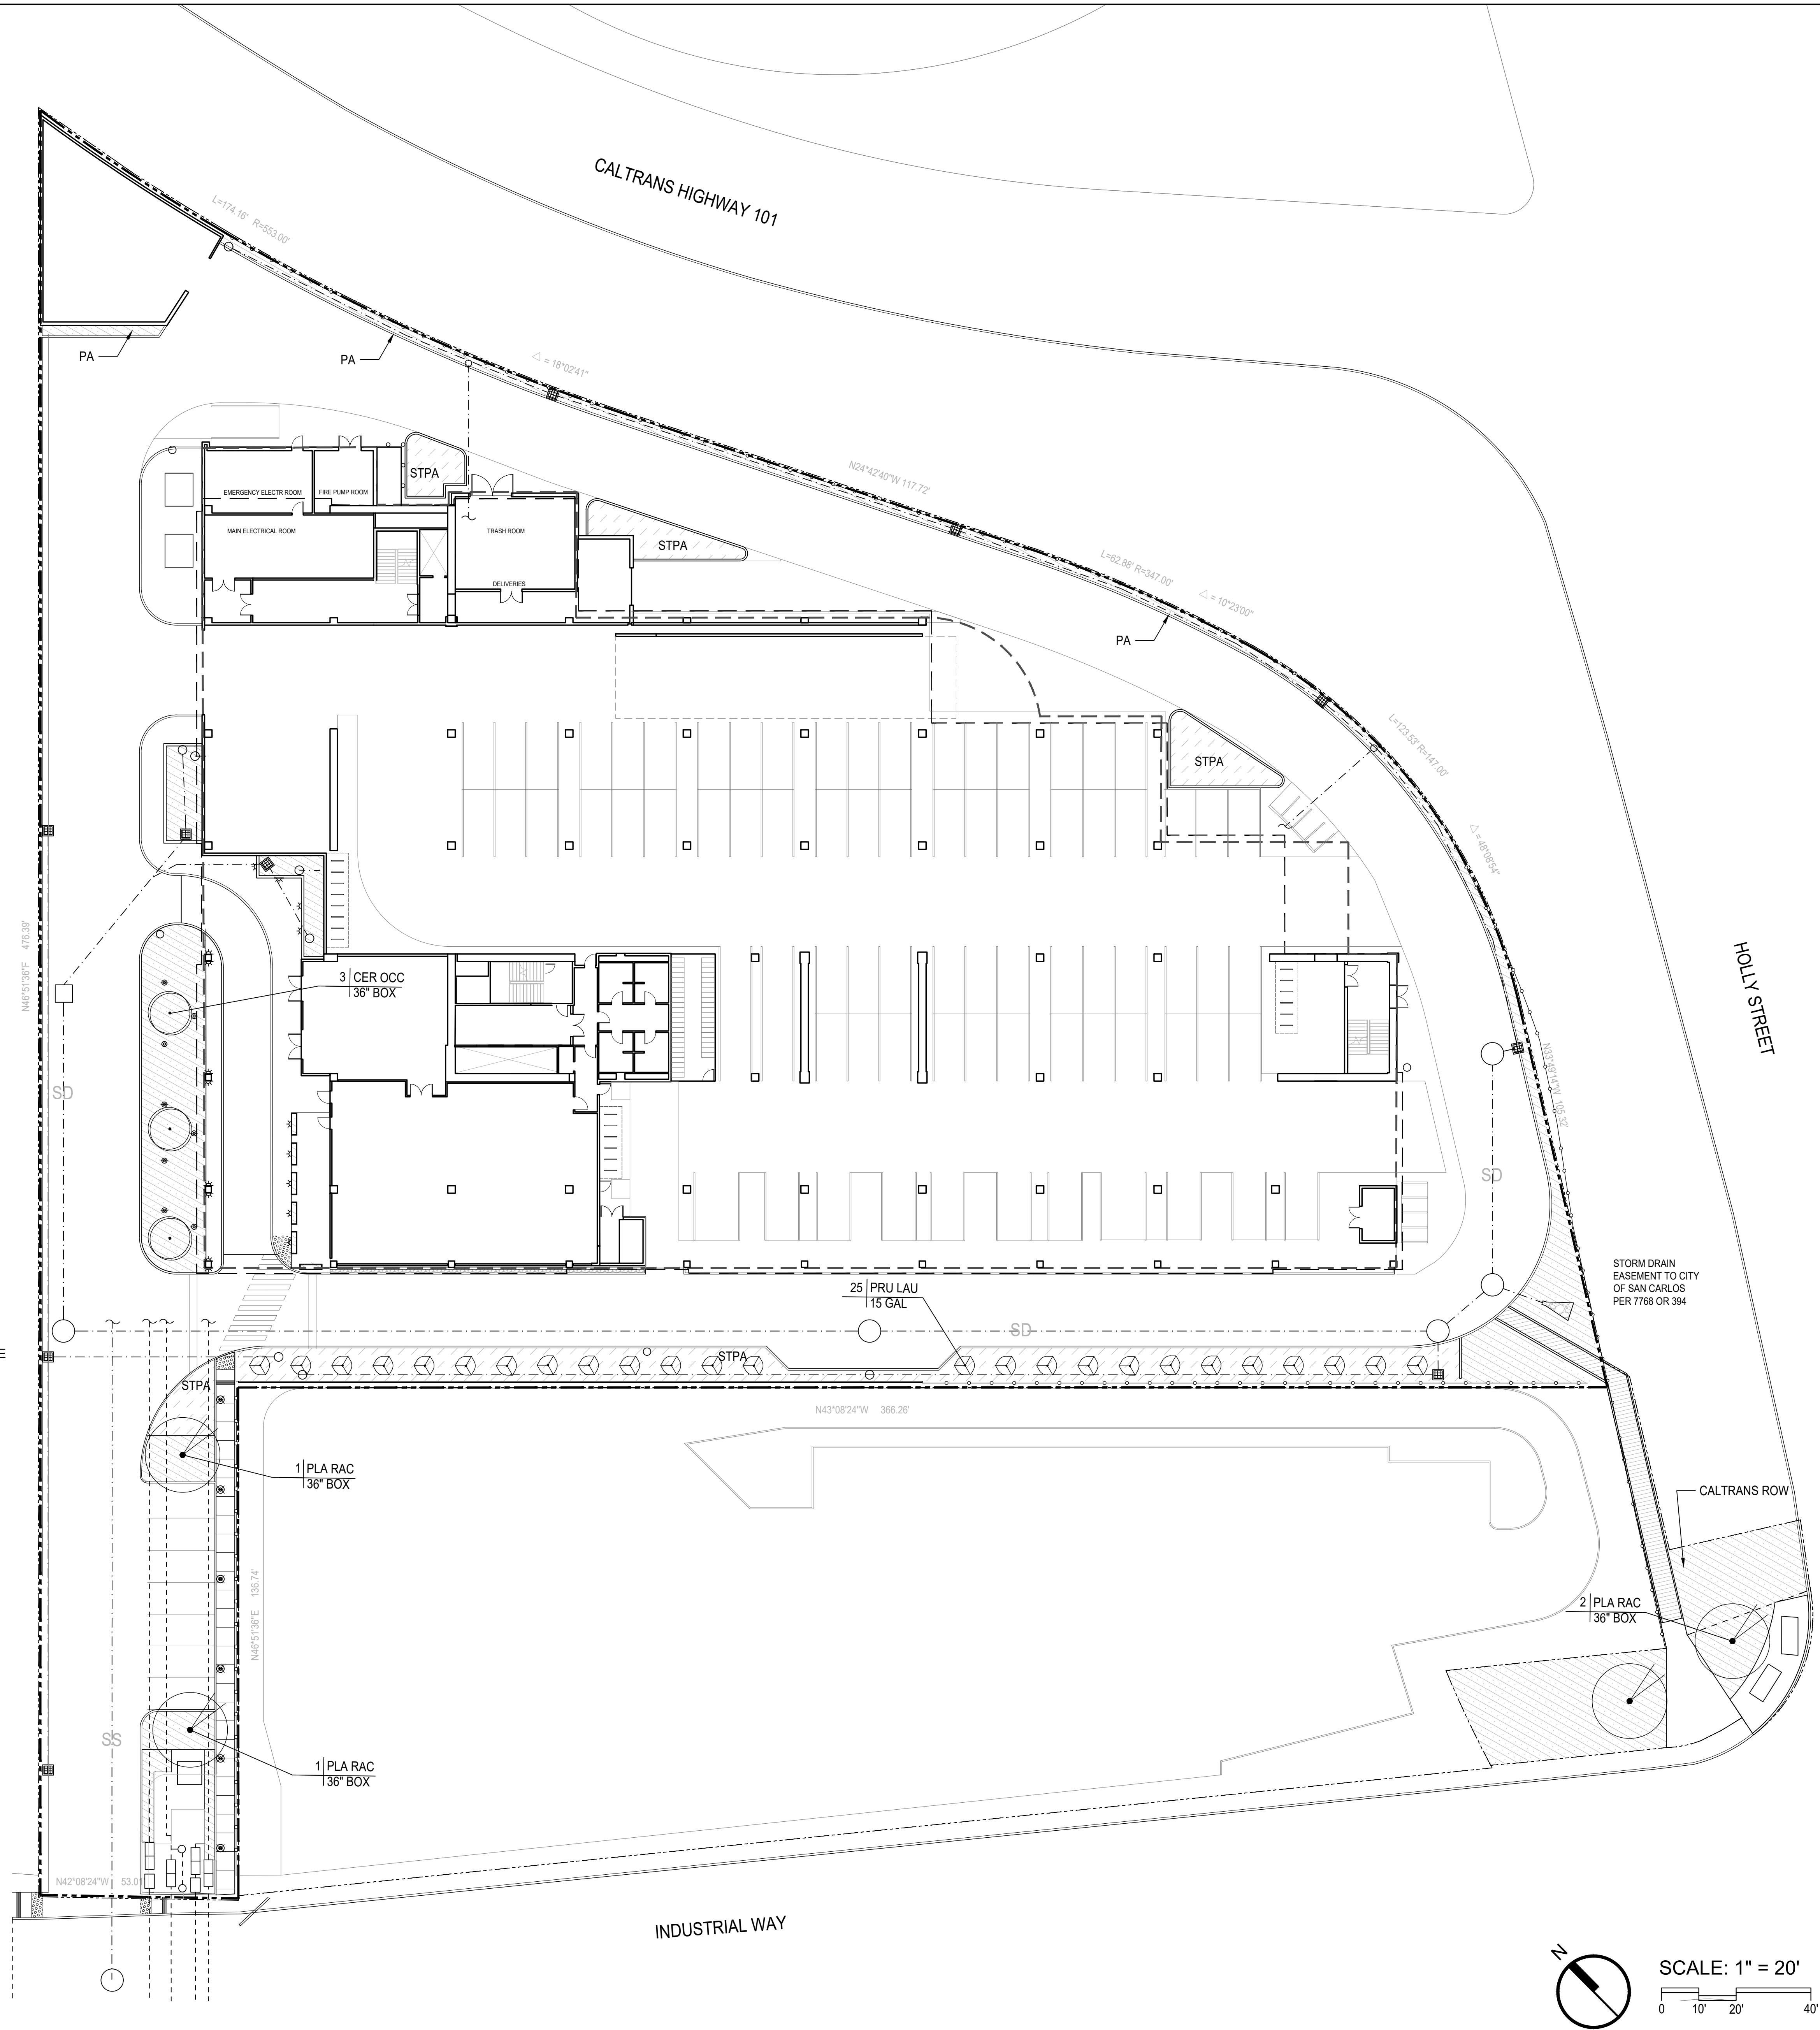 CALTRANS HIGHWAY 101
L=174.16' R=553.00'
PA
PA
△ = 18°02'41"
N24°42'40"W 117.72'
STPA
EMERGENCY ELECTR ROOM
FIRE PUMP ROOM
MAIN ELECTRICAL ROOM
TRASH ROOM
STPA
DELIVERIES
L=62.88' R=347.00'
△ = 10°23'00"
PA
L=123.53' R=147.00'
STPA
△ = 48°08'54"
HOLLY STREET
3 CER OCC
36" BOX
SD
N33°49'14"W 105.32'
SD
STORM DRAIN
EASEMENT TO CITY
OF SAN CARLOS
PER 7768 OR 394
25 PRU LAU
15 GAL
SD
E
STPA
STPA
N43°08'24"W 366.26'
1 PLA RAC
36" BOX
CALTRANS ROW
N46°51'36"E 136.74'
2 PLA RAC
36" BOX
SS
1 PLA RAC
36" BOX
N42°08'24"W 53.01'
INDUSTRIAL WAY
N
SCALE: 1" = 20'
0 10' 20' 40'